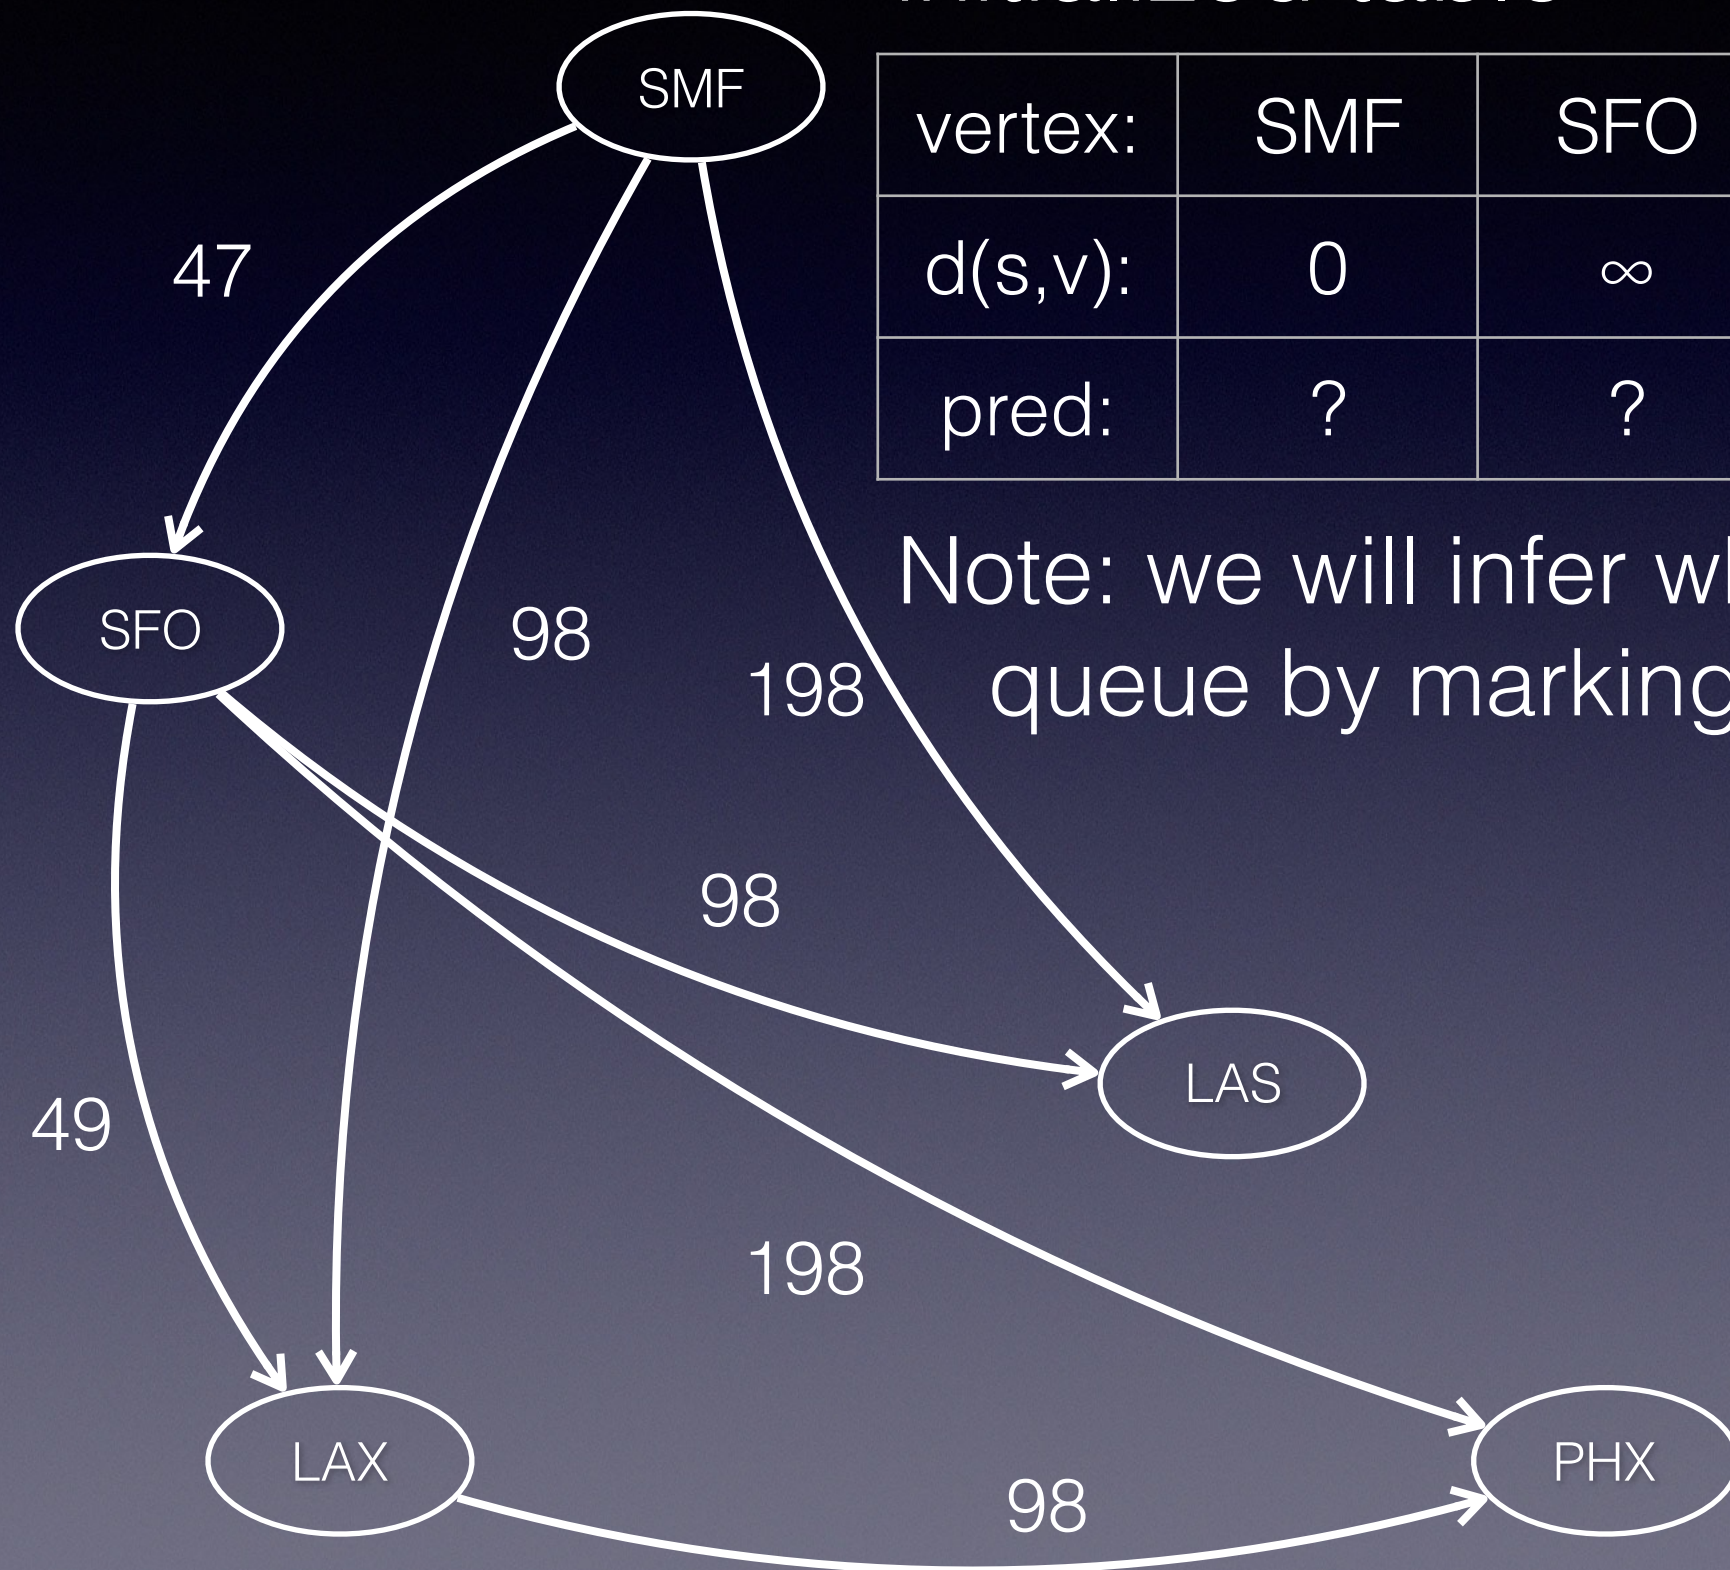 table
SMF
vertex: SMF SFO
d(s,v): 0 ∞
pred: ? ?
47
Note: we will infer
queue by marking
SFO
98
198
98
LAS
49
198
LAX
PHX
98